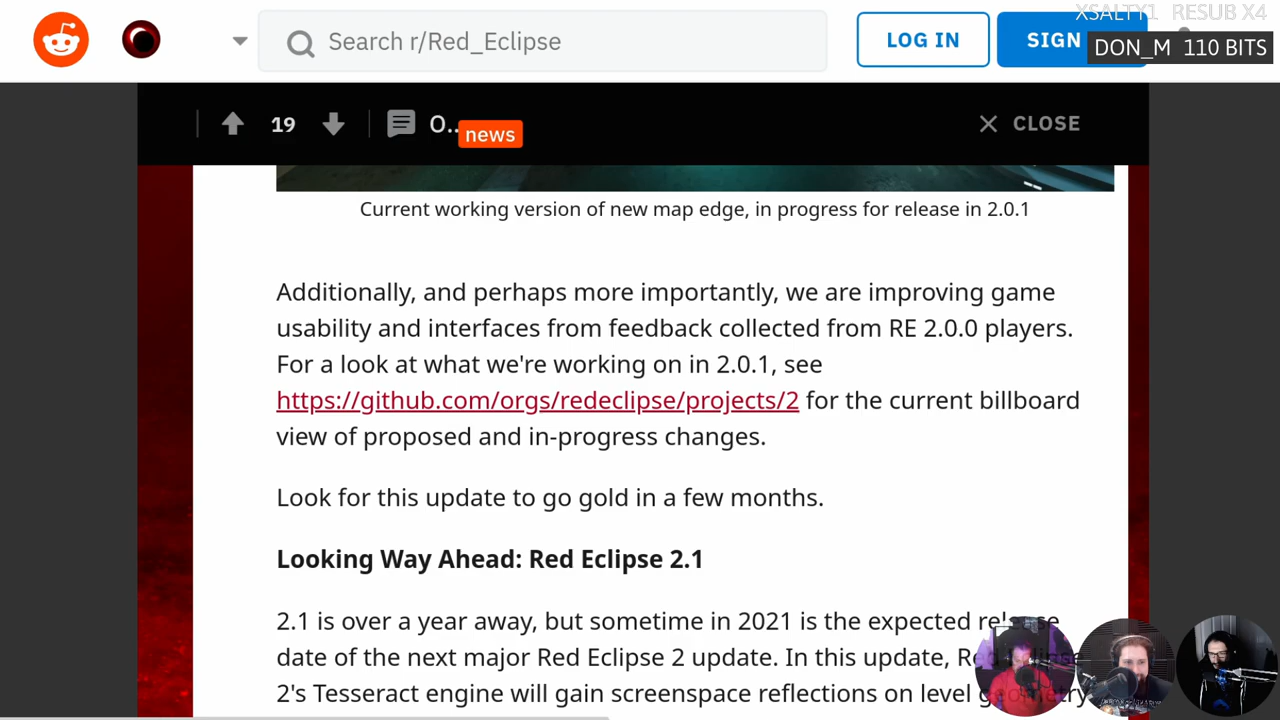 XSALTY1 RESUB X4
Search r/Red_Eclipse
LOG IN
SIGN
DON_M 110 BITS
19
O..
news
CLOSE
Current working version of new map edge, in progress for release in 2.0.1
Additionally, and perhaps more importantly, we are improving game
usability and interfaces from feedback collected from RE 2.0.0 players.
For a look at what we're working on in 2.0.1, see
https://github.com/orgs/redeclipse/projects/2 for the current billboard
view of proposed and in-progress changes.
Look for this update to go gold in a few months.
Looking Way Ahead: Red Eclipse 2.1
2.1 is over a year away, but sometime in 2021 is the expected release
date of the next major Red Eclipse 2 update. In this update, Red Eclipse
2's Tesseract engine will gain screenspace reflections on level geometry